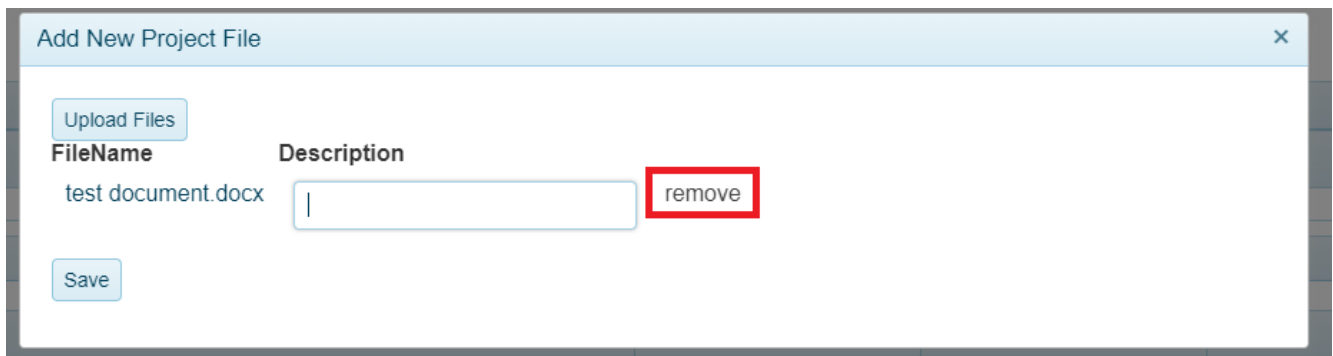 Add New Project File ×
Upload Files
FileName Description
test document.docx remove
Save